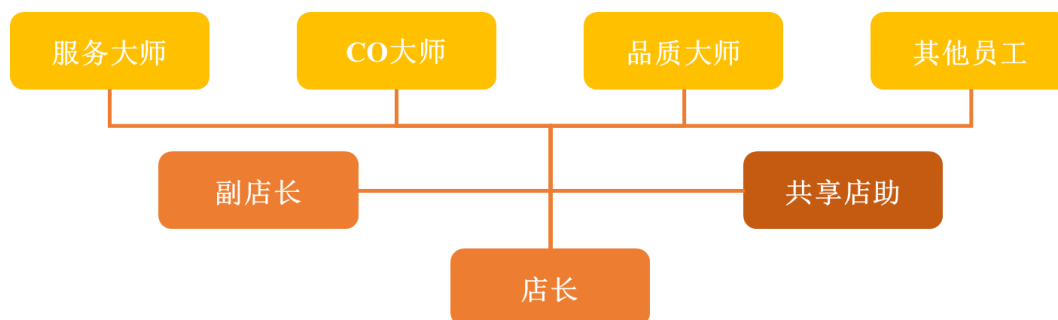 服务大师
CO大师
品质大师
其他员工
副店长
共享店助
店长